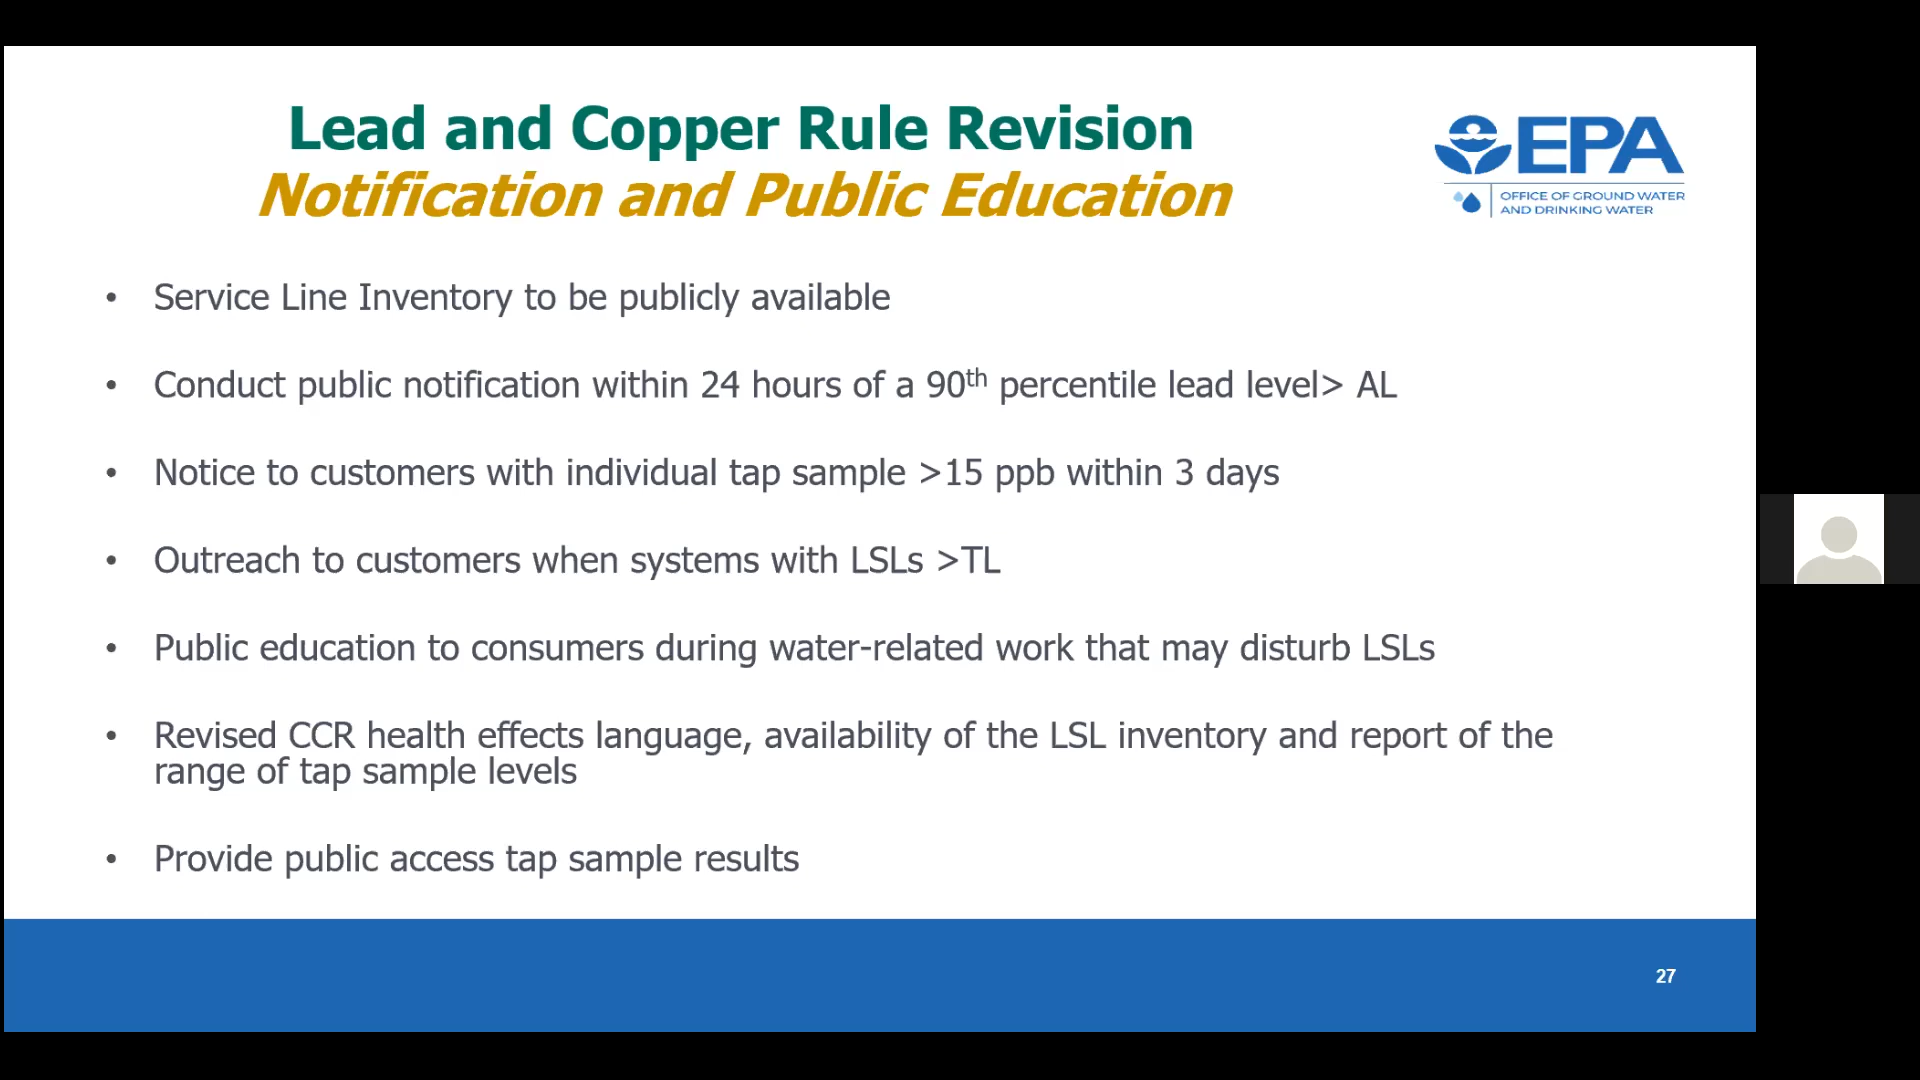 Lead and Copper Rule Revision
Notification and Public Education
EPA
OFFICE OF GROUND WATER
AND DRINKING WATER
• Service Line Inventory to be publicly available
• Conduct public notification within 24 hours of a 90th percentile lead level> AL
• Notice to customers with individual tap sample >15 ppb within 3 days
• Outreach to customers when systems with LSLs >TL
• Public education to consumers during water-related work that may disturb LSLs
• Revised CCR health effects language, availability of the LSL inventory and report of the
range of tap sample levels
• Provide public access tap sample results
27